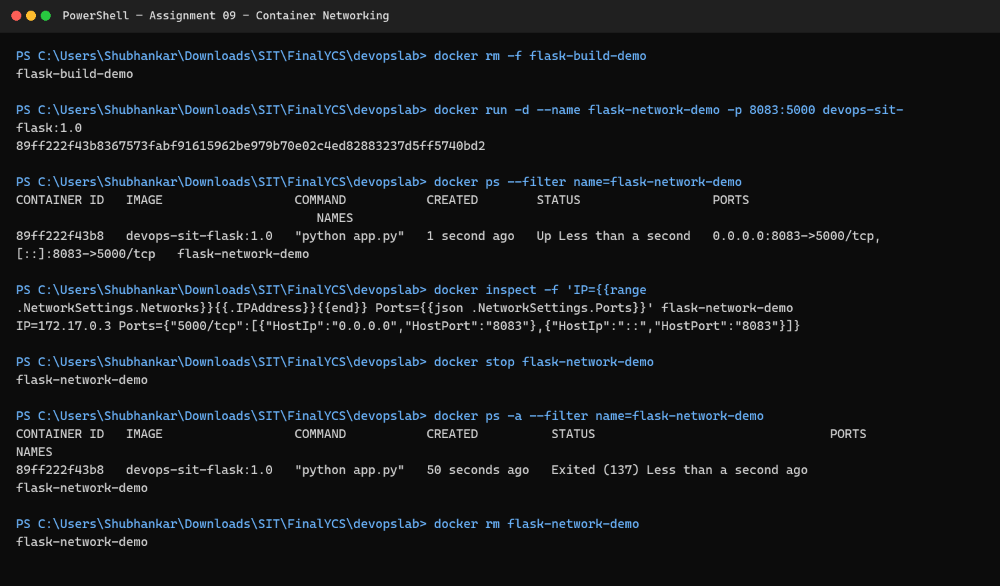 PowerShell — Assignment 09 - Container Networking
PS C:\Users\Shubhankar\Downloads\SIT\FinalYCS\devopslab> docker rm -f flask-build-demo
flask-build-demo
PS C:\Users\Shubhankar\Downloads\SIT\FinalYCS\devopslab> docker run -d --name flask-network-demo -p 8083:5000 devops-sit-
flask:1.0
89ff222f43b8367573fabf91615962be979b70e02c4ed82883237d5ff5740bd2
PS C:\Users\Shubhankar\Downloads\SIT\FinalYCS\devopslab> docker ps --filter name=flask-network-demo
CONTAINER ID   IMAGE                  COMMAND           CREATED        STATUS                  PORTS
                                         NAMES
89ff222f43b8   devops-sit-flask:1.0   "python app.py"   1 second ago   Up Less than a second   0.0.0.0:8083->5000/tcp,
[::]:8083->5000/tcp   flask-network-demo
PS C:\Users\Shubhankar\Downloads\SIT\FinalYCS\devopslab> docker inspect -f 'IP={{range
.NetworkSettings.Networks}}{{.IPAddress}}{{end}} Ports={{json .NetworkSettings.Ports}}' flask-network-demo
IP=172.17.0.3 Ports={"5000/tcp":[{"HostIp":"0.0.0.0","HostPort":"8083"},{"HostIp":"::","HostPort":"8083"}]}
PS C:\Users\Shubhankar\Downloads\SIT\FinalYCS\devopslab> docker stop flask-network-demo
flask-network-demo
PS C:\Users\Shubhankar\Downloads\SIT\FinalYCS\devopslab> docker ps -a --filter name=flask-network-demo
CONTAINER ID   IMAGE                  COMMAND           CREATED          STATUS                                PORTS
NAMES
89ff222f43b8   devops-sit-flask:1.0   "python app.py"   50 seconds ago   Exited (137) Less than a second ago
flask-network-demo
PS C:\Users\Shubhankar\Downloads\SIT\FinalYCS\devopslab> docker rm flask-network-demo
flask-network-demo